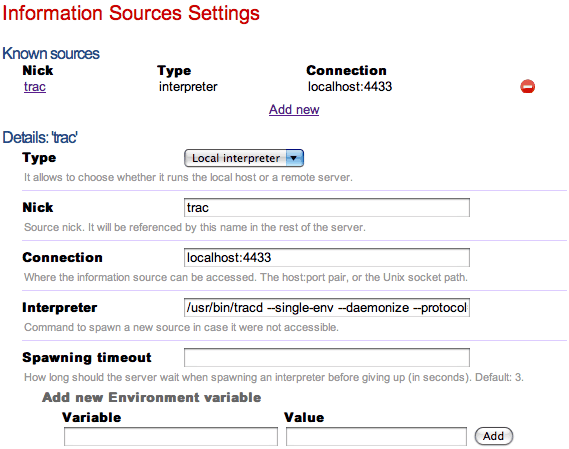 Information Sources Settings
Known sources
Nick Type Connection
trac interpreter localhost:4433
Add new
Details: 'trac'
Type Local interpreter
It allows to choose whether it runs the local host or a remote server.
Nick trac
Source nick. It will be referenced by this name in the rest of the server.
Connection localhost:4433
Where the information source can be accessed. The host:port pair, or the Unix socket path.
Interpreter /usr/bin/tracd --single-env --daemonize --protocol
Command to spawn a new source in case it were not accessible.
Spawning timeout
How long should the server wait when spawning an interpreter before giving up (in seconds). Default: 3.
Add new Environment variable
Variable Value
Add